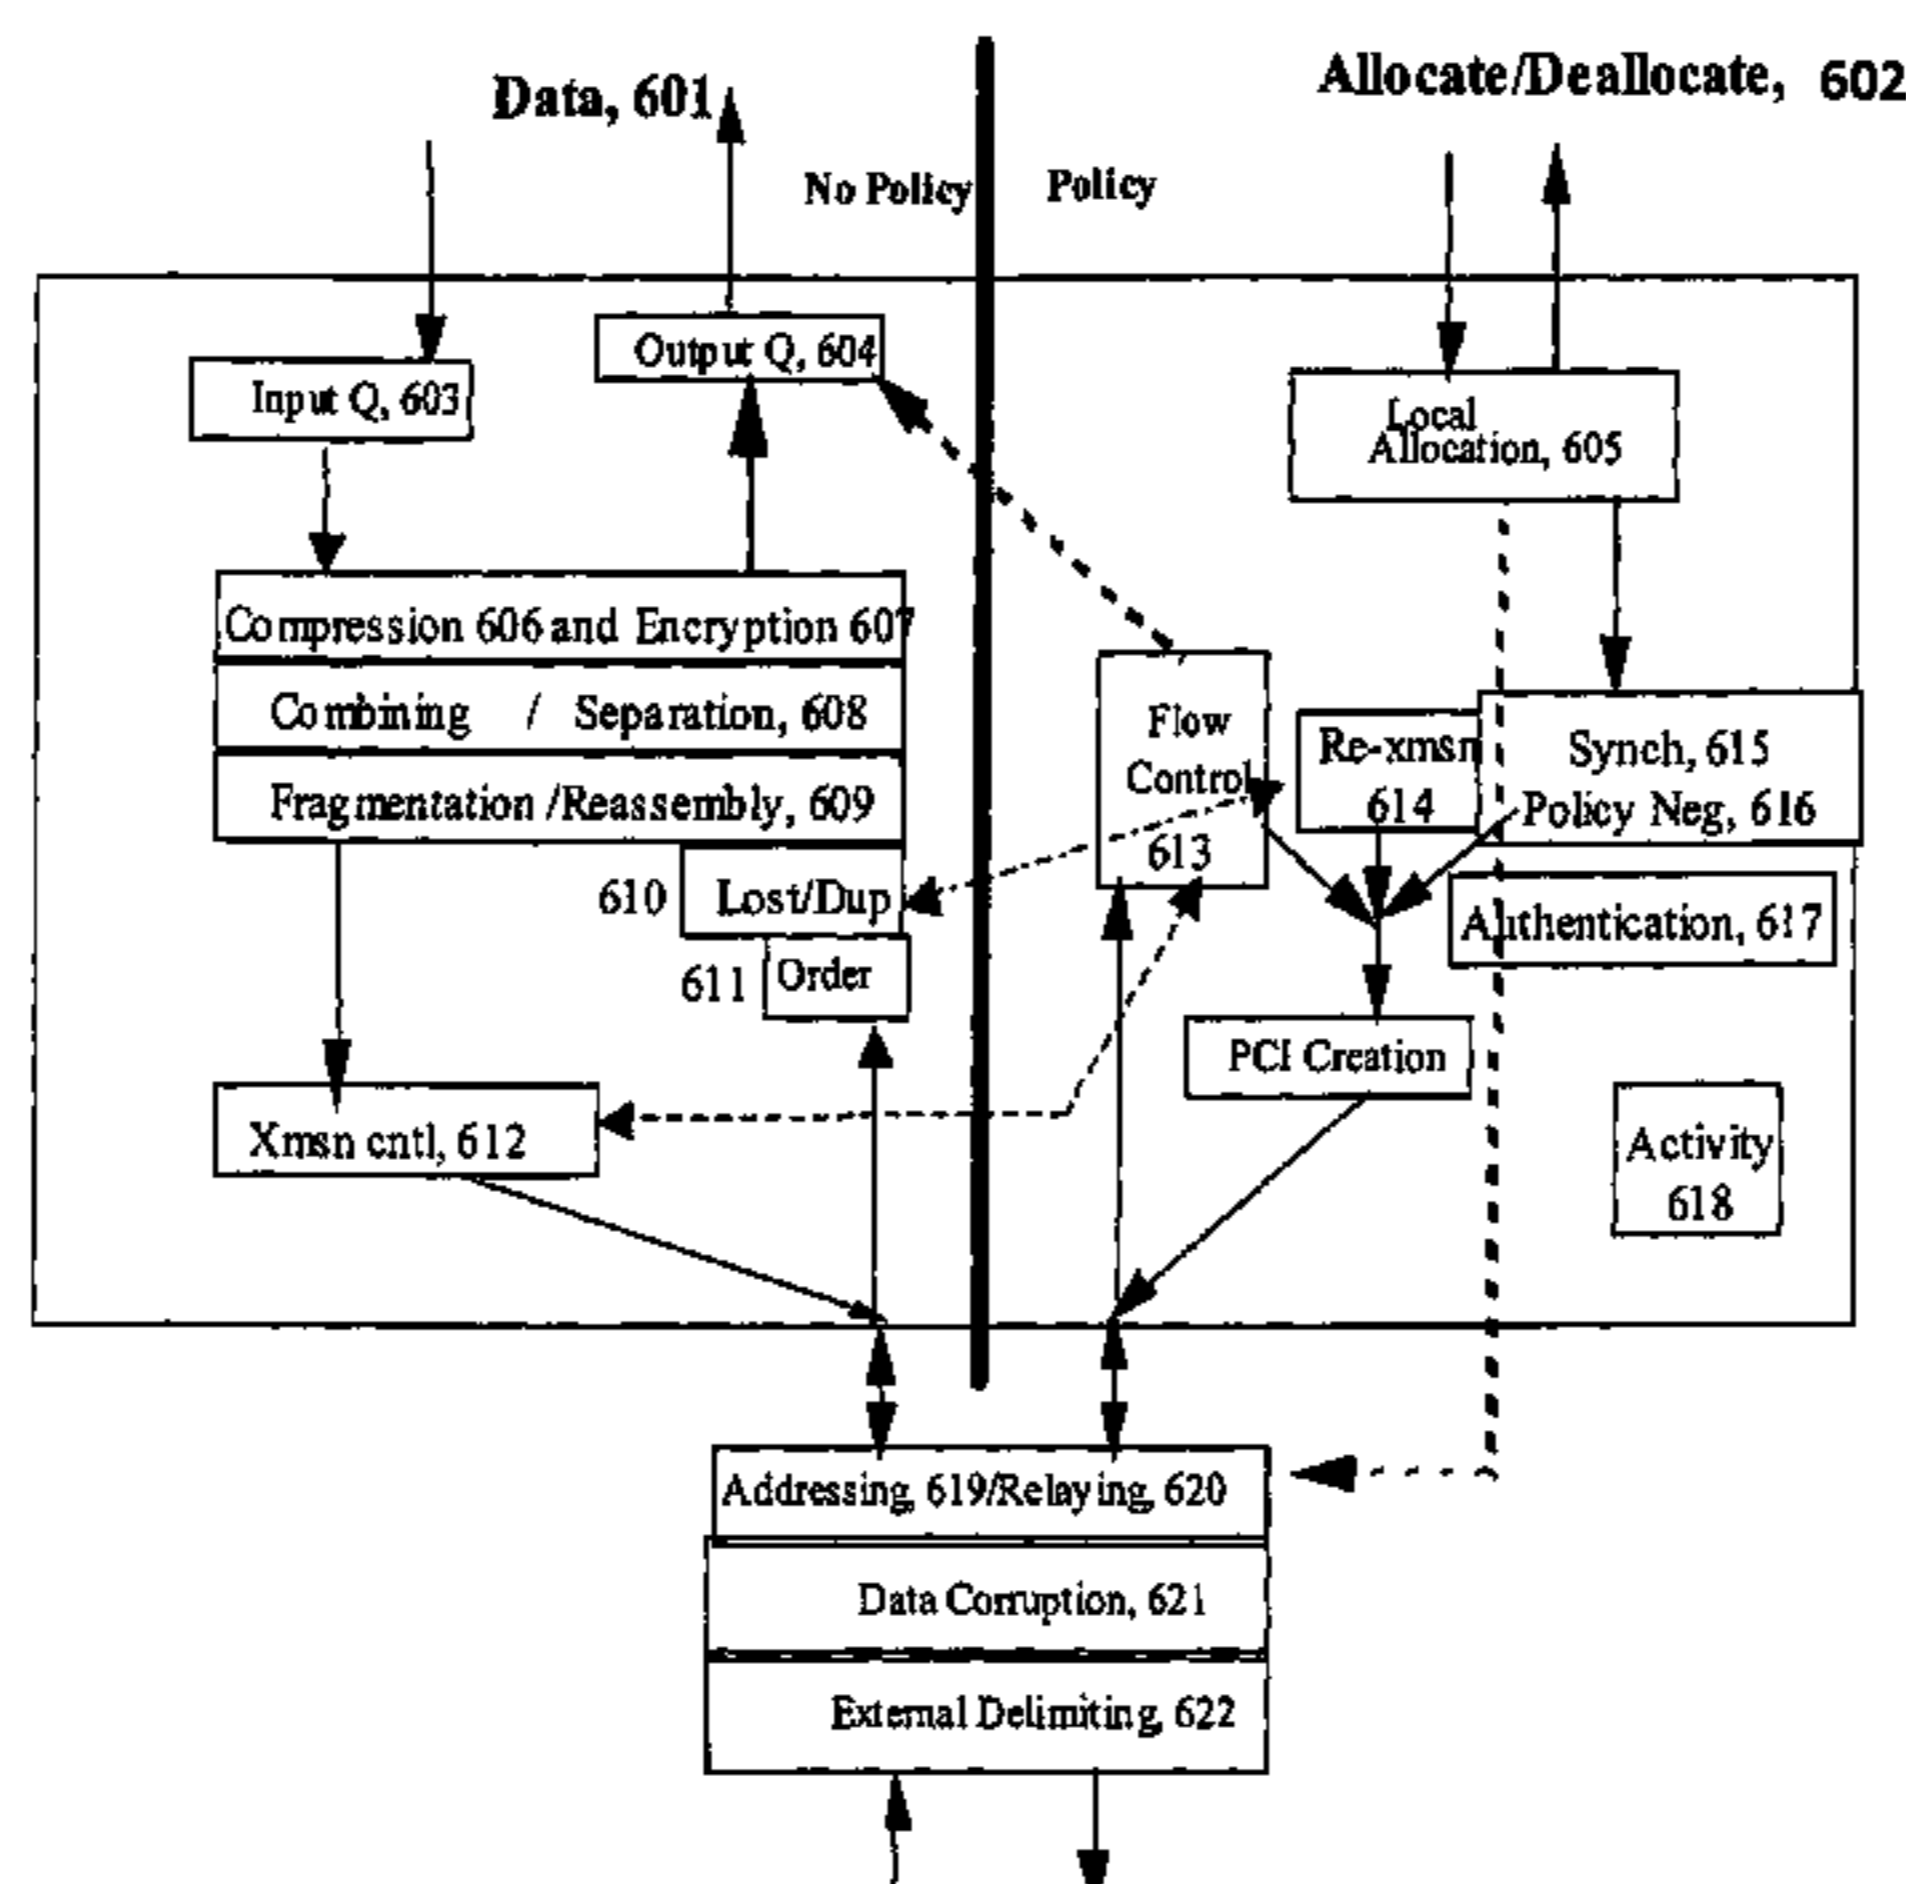 Data, 601
Allocate/Deallocate, 602
No Policy
Policy
Input Q, 603
Output Q, 604
Local
Allocation, 605
Compression 606 and Encryption 607
Combining / Separation, 608
Fragmentation /Reassembly, 609
610
Lost/Dup
611
Order
Xmsn cntl, 612
Flow
Control
613
Re-xmsn
614
Synch, 615
Policy Neg, 616
Authentication, 617
PCI Creation
Activity
618
Addressing, 619/Relaying, 620
Data Corruption, 621
External Delimiting, 622